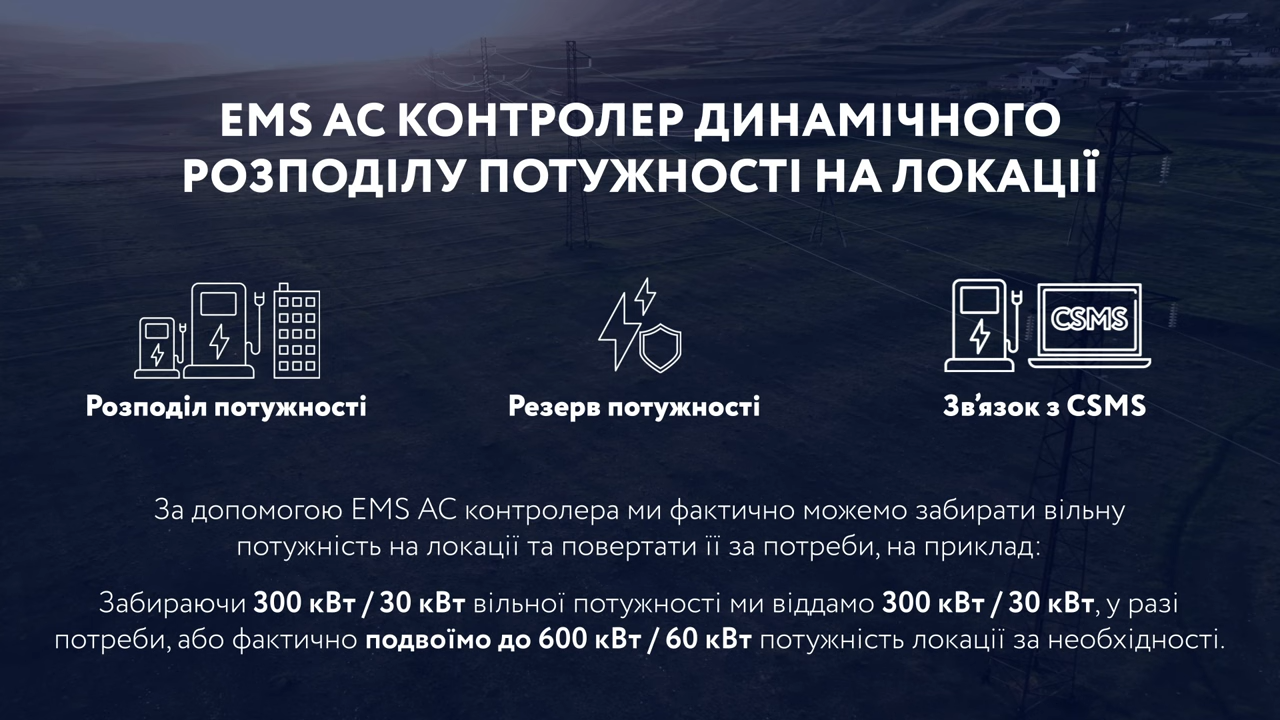 EMS AC КОНТРОЛЕР ДИНАМІЧНОГО
РОЗПОДІЛУ ПОТУЖНОСТІ НА ЛОКАЦІЇ
CSMS
Розподіл потужності
Резерв потужності
Зв’язок з CSMS
За допомогою EMS AC контролера ми фактично можемо забирати вільну
потужність на локації та повертати її за потреби, на приклад:
Забираючи 300 кВт / 30 кВт вільної потужності ми віддамо 300 кВт / 30 кВт, у разі
потреби, або фактично подвоїмо до 600 кВт / 60 кВт потужність локації за необхідності.